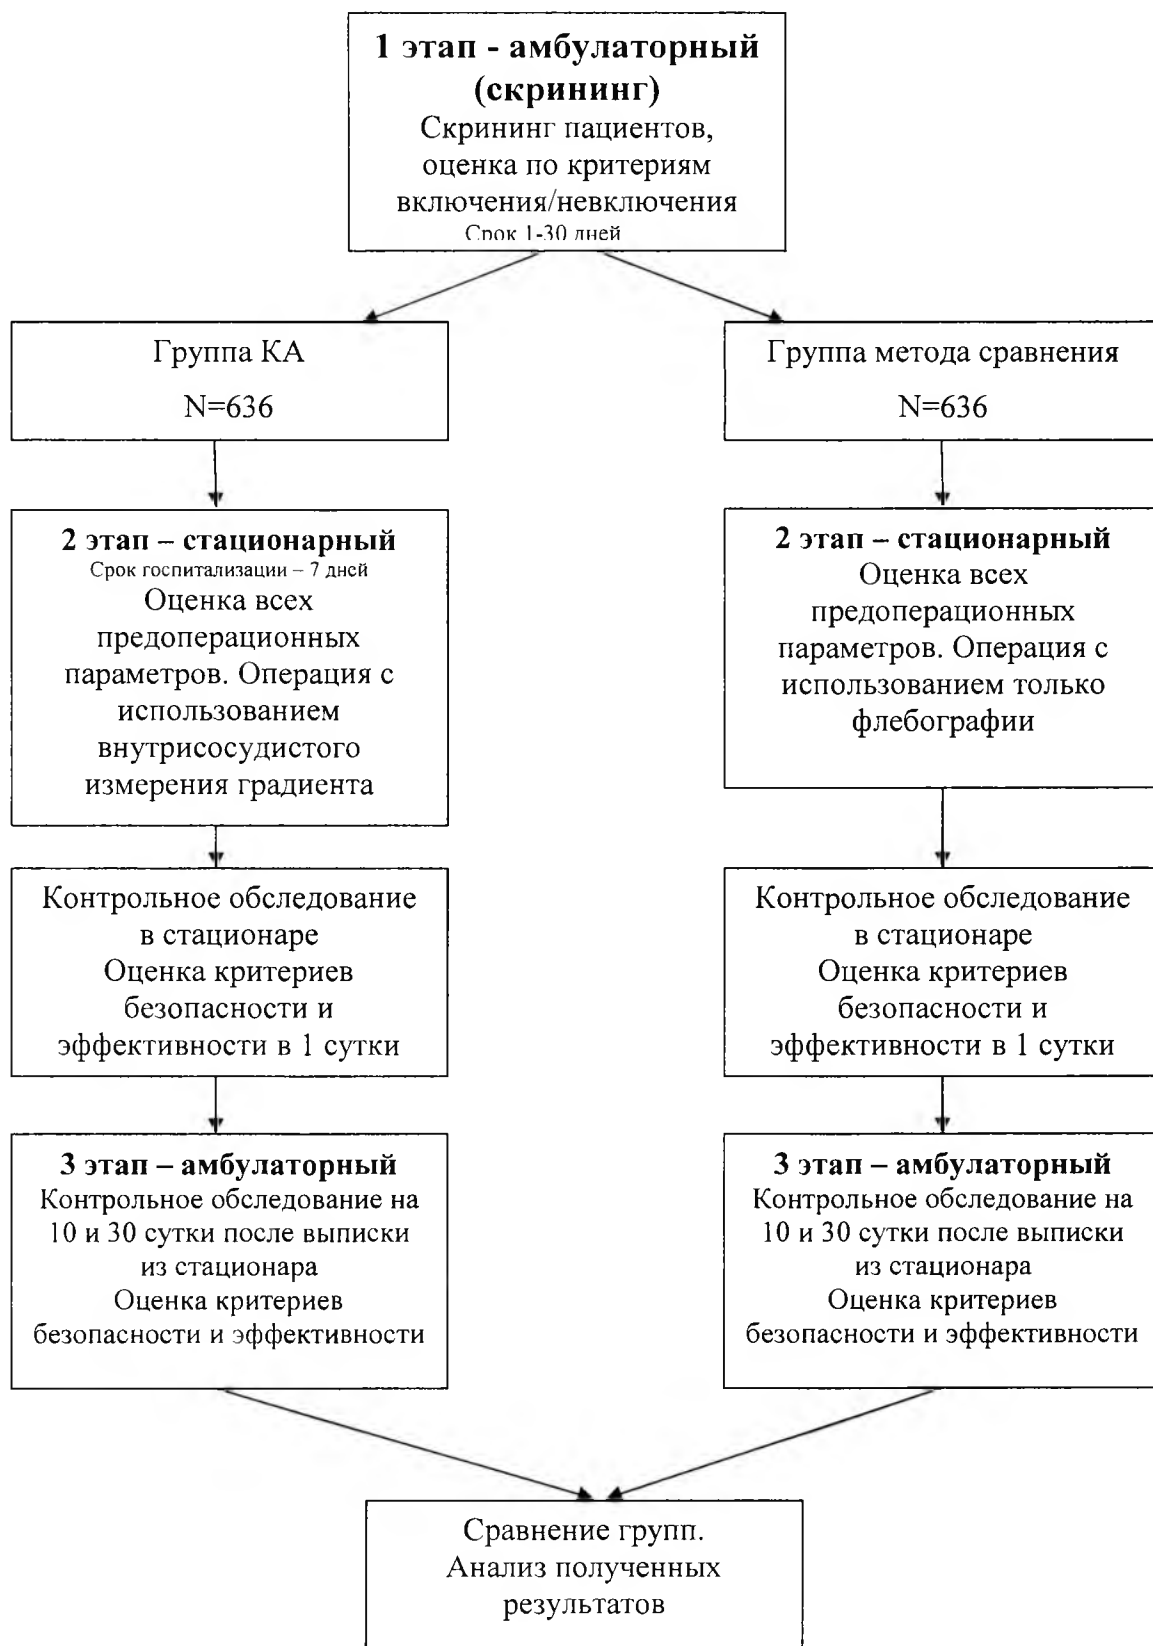 1 этап - амбулаторный
(скрининг)
Скрининг пациентов,
оценка по критериям
включения/невключения
Срок 1-30 дней
Группа КА
N=636
Группа метода сравнения
N=636
2 этап – стационарный
Срок госпитализации – 7 дней
Оценка всех
предоперационных
параметров. Операция с
использованием
внутрисосудистого
измерения градиента
2 этап – стационарный
Оценка всех
предоперационных
параметров. Операция с
использованием только
флебографии
Контрольное обследование
в стационаре
Оценка критериев
безопасности и
эффективности в 1 сутки
Контрольное обследование
в стационаре
Оценка критериев
безопасности и
эффективности в 1 сутки
3 этап – амбулаторный
Контрольное обследование на
10 и 30 сутки после выписки
из стационара
Оценка критериев
безопасности и эффективности
3 этап – амбулаторный
Контрольное обследование на
10 и 30 сутки после выписки
из стационара
Оценка критериев
безопасности и эффективности
Сравнение групп.
Анализ полученных
результатов